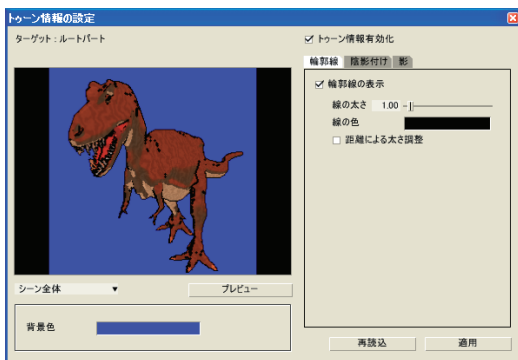 トゥーン情報の設定
ターゲット：ルートパート
トゥーン情報有効化
輪郭線 陰影付け 影
輪郭線の表示
線の太さ 1.00
線の色
距離による太さ調整
シーン全体
プレビュー
背景色
再読込 適用